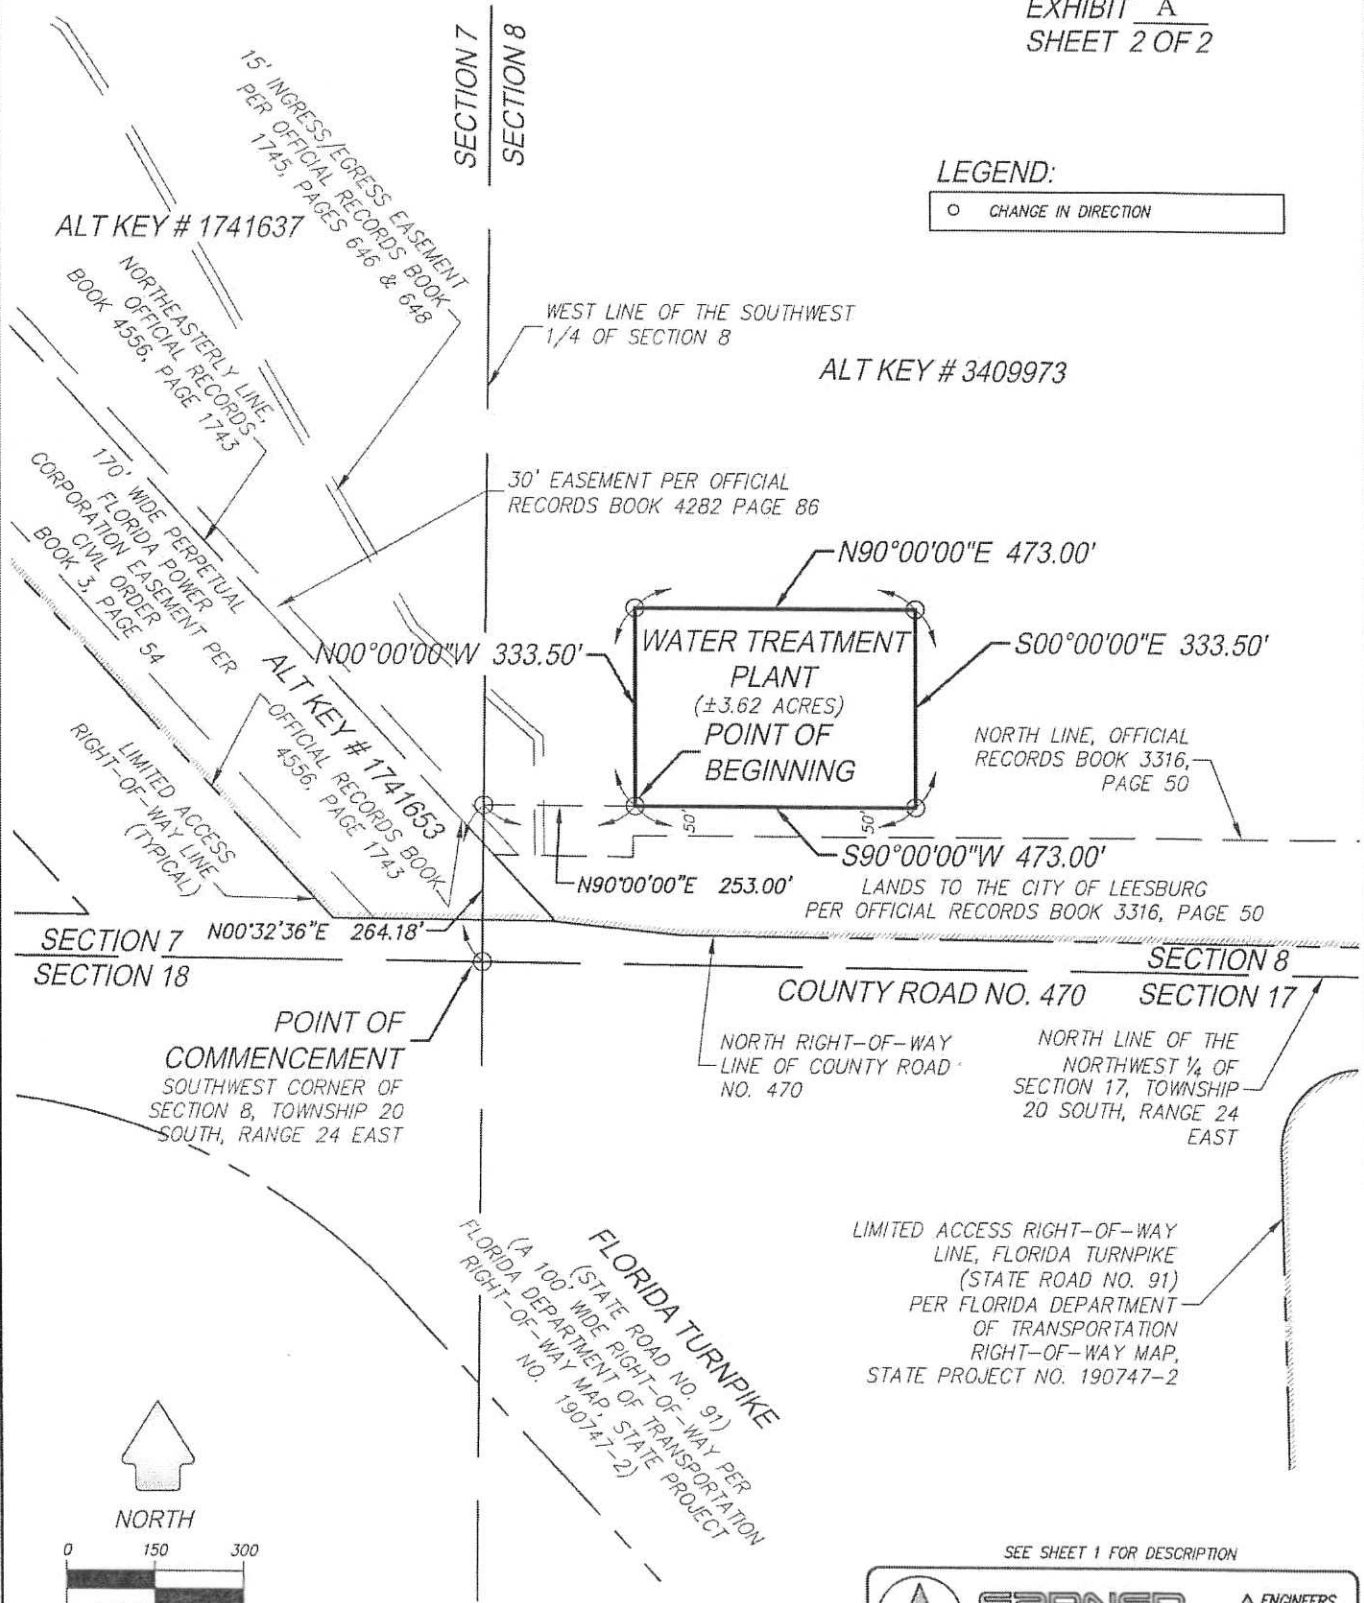 EXHIBIT A
SHEET 2 OF 2
SECTION 7
SECTION 8
15' INGRESS/EGRESS EASEMENT
PER OFFICIAL RECORDS BOOK
1745, PAGES 646 & 648
LEGEND:
CHANGE IN DIRECTION
ALT KEY # 1741637
NORTHEASTERLY LINE,
OFFICIAL RECORDS
BOOK 4556, PAGE 1743
WEST LINE OF THE SOUTHWEST
1/4 OF SECTION 8
ALT KEY # 3409973
170' WIDE PERPETUAL
FLORIDA POWER
CORPORATION EASEMENT PER
CIVIL ORDER
BOOK 3, PAGE 54
30' EASEMENT PER OFFICIAL
RECORDS BOOK 4282 PAGE 86
N90°00'00"E 473.00'
N00°00'00"W 333.50'
WATER TREATMENT
PLANT
(±3.62 ACRES)
POINT OF
BEGINNING
S00°00'00"E 333.50'
ALT KEY # 1741653
OFFICIAL RECORDS BOOK
4556, PAGE 1743
LIMITED ACCESS
RIGHT-OF-WAY LINE
(TYPICAL)
NORTH LINE, OFFICIAL
RECORDS BOOK 3316,
PAGE 50
50'
50'
S90°00'00"W 473.00'
N90°00'00"E 253.00'
LANDS TO THE CITY OF LEESBURG
PER OFFICIAL RECORDS BOOK 3316, PAGE 50
N00°32'36"E 264.18'
SECTION 7
SECTION 18
SECTION 8
COUNTY ROAD NO. 470
SECTION 17
POINT OF
COMMENCEMENT
SOUTHWEST CORNER OF
SECTION 8, TOWNSHIP 20
SOUTH, RANGE 24 EAST
NORTH RIGHT-OF-WAY
LINE OF COUNTY ROAD
NO. 470
NORTH LINE OF THE
NORTHWEST ¼ OF
SECTION 17, TOWNSHIP
20 SOUTH, RANGE 24
EAST
FLORIDA TURNPIKE
(STATE ROAD NO. 91)
(A 100' WIDE RIGHT-OF-WAY PER
FLORIDA DEPARTMENT OF TRANSPORTATION
RIGHT-OF-WAY MAP, STATE PROJECT
NO. 190747-2)
LIMITED ACCESS RIGHT-OF-WAY
LINE, FLORIDA TURNPIKE
(STATE ROAD NO. 91)
PER FLORIDA DEPARTMENT
OF TRANSPORTATION
RIGHT-OF-WAY MAP,
STATE PROJECT NO. 190747-2
NORTH
0 150 300
SEE SHEET 1 FOR DESCRIPTION
ENGINEERS